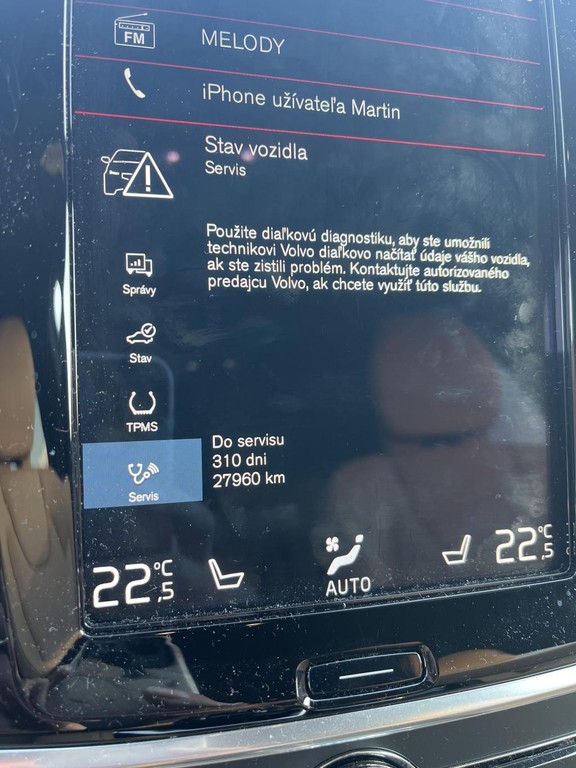 FM
MELODY
iPhone užívateľa Martin
Stav vozidla
Servis
Použite diaľkovú diagnostiku, aby ste umožnili
technikovi Volvo diaľkovo načítať údaje vášho vozidla,
ak ste zistili problém. Kontaktujte autorizovaného
predajcu Volvo, ak chcete využiť túto službu.
Správy
Stav
TPMS
Servis
Do servisu
310 dni
27960 km
22,5 °C
AUTO
22,5 °C